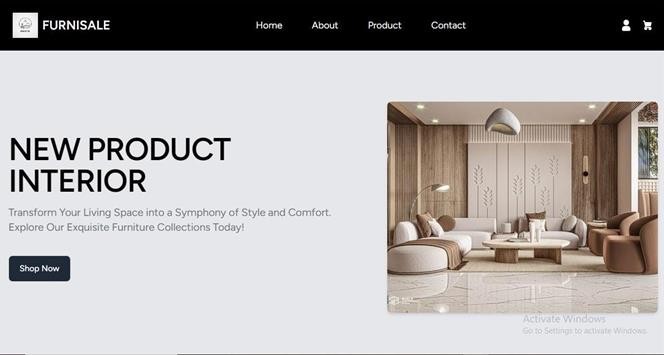 FURNISALE
Home
About
Product
Contact
NEW PRODUCT
INTERIOR
Transform Your Living Space into a Symphony of Style and Comfort.
Explore Our Exquisite Furniture Collections Today!
Shop Now
Activate Windows
Go to Settings to activate Windows.